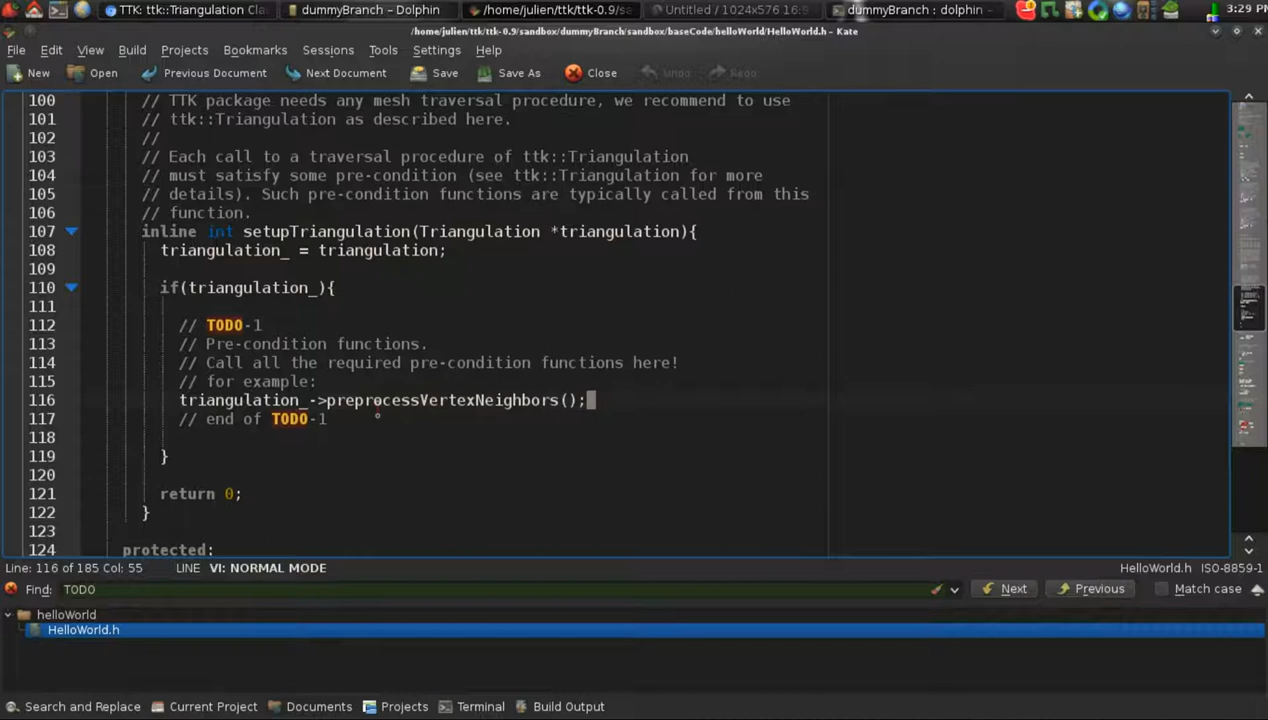 TTK: ttk::Triangulation Cla
dummyBranch – Dolphin
/home/julien/ttk/ttk-0.9/sa
Untitled / 1024x576 16:9
dummyBranch : dolphin –
3:29 PM
/home/julien/ttk/ttk-0.9/sandbox/dummyBranch/sandbox/baseCode/helloWorld/HelloWorld.h – Kate
File Edit View Build Projects Bookmarks Sessions Tools Settings Help
New Open Previous Document Next Document Save Save As Close Undo Redo
100 // TTK package needs any mesh traversal procedure, we recommend to use
101 // ttk::Triangulation as described here.
102 //
103 // Each call to a traversal procedure of ttk::Triangulation
104 // must satisfy some pre-condition (see ttk::Triangulation for more
105 // details). Such pre-condition functions are typically called from this
106 // function.
107 inline int setupTriangulation(Triangulation *triangulation){
108 triangulation_ = triangulation;
109
110 if(triangulation_){
111
112 // TODO-1
113 // Pre-condition functions.
114 // Call all the required pre-condition functions here!
115 // for example:
116 triangulation_->preprocessVertexNeighbors();
117 // end of TODO-1
118
119 }
120
121 return 0;
122 }
123
124 protected:
Line: 116 of 185 Col: 55 LINE VI: NORMAL MODE HelloWorld.h ISO-8859-1
Find: TODO Next Previous Match case
helloWorld
HelloWorld.h
Search and Replace Current Project Documents Projects Terminal Build Output